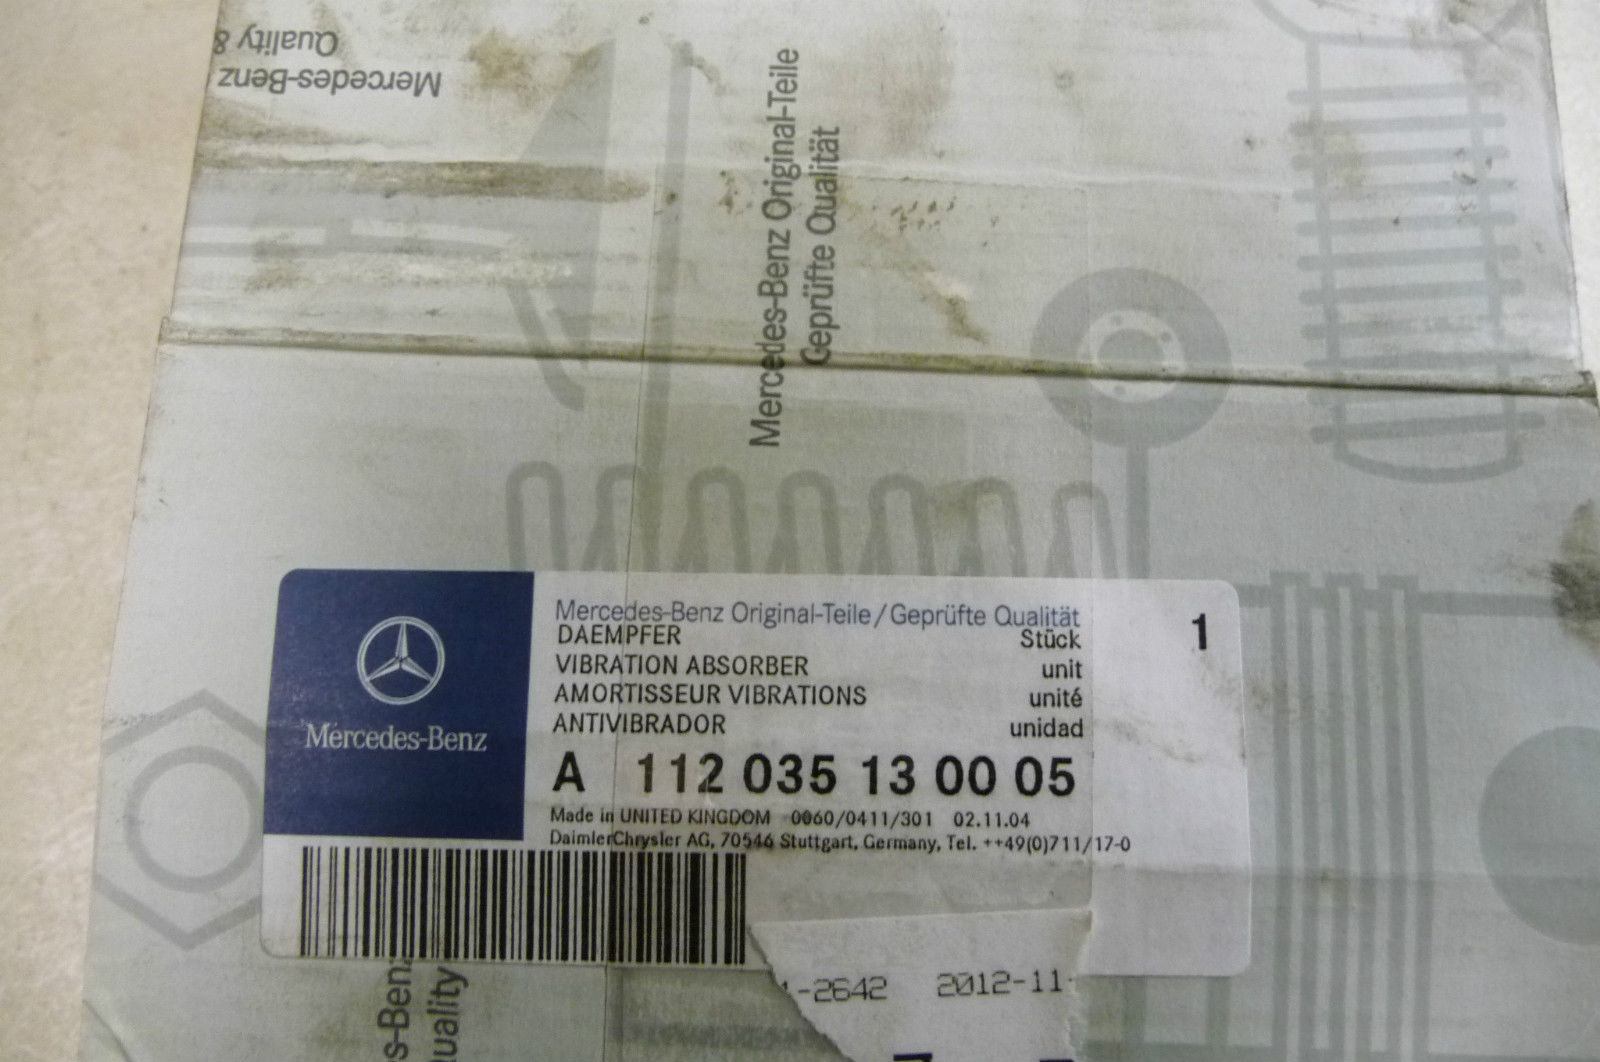 Mercedes-Benz
Quality &
Mercedes-Benz Original-Teile
Geprüfte Qualität
Mercedes-Benz
Mercedes-Benz Original-Teile/Geprüfte Qualität
DAEMPFER Stück 1
VIBRATION ABSORBER unit
AMORTISSEUR VIBRATIONS unité
ANTIVIBRADOR unidad
A 112 035 13 00 05
Made in UNITED KINGDOM 0060/0411/301 02.11.04
DaimlerChrysler AG, 70546 Stuttgart, Germany, Tel. ++49(0)711/17-0
s-Benz
uality
-2642 2012-11-